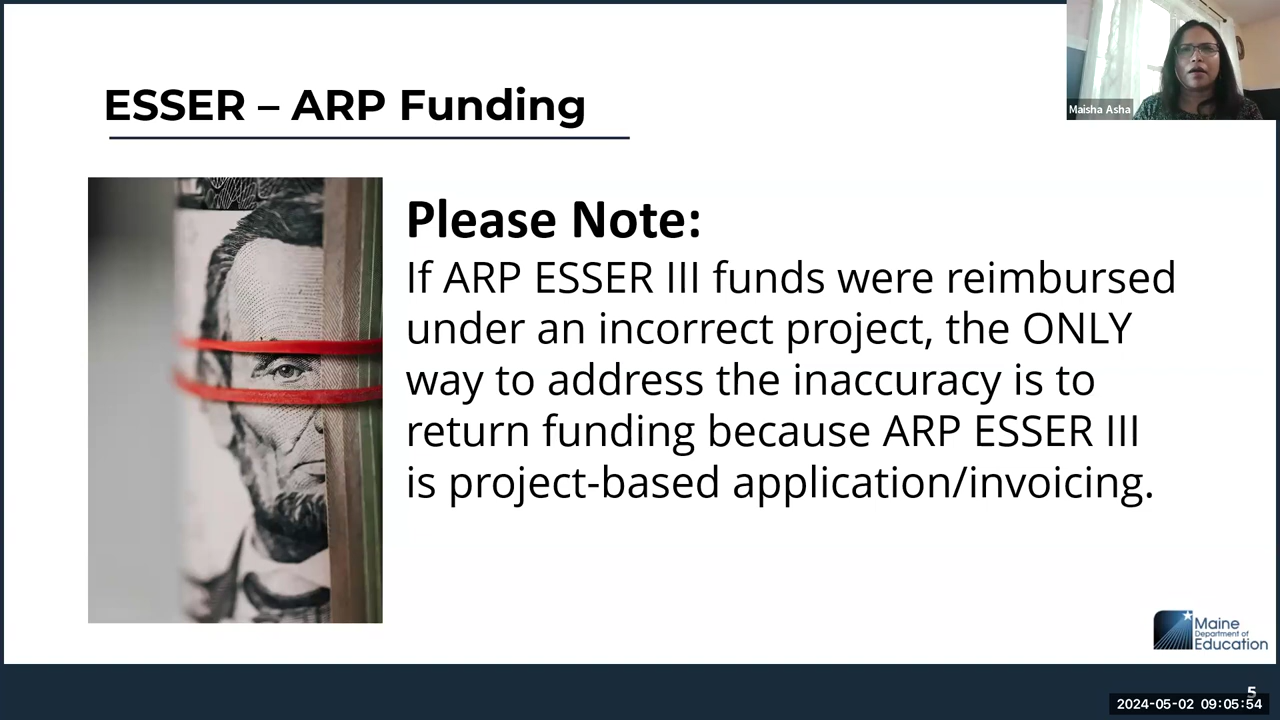 ESSER – ARP Funding
Maisha Asha
Please Note:
If ARP ESSER III funds were reimbursed
under an incorrect project, the ONLY
way to address the inaccuracy is to
return funding because ARP ESSER III
is project-based application/invoicing.
Maine
Department of
Education
5
2024-05-02 09:05:54